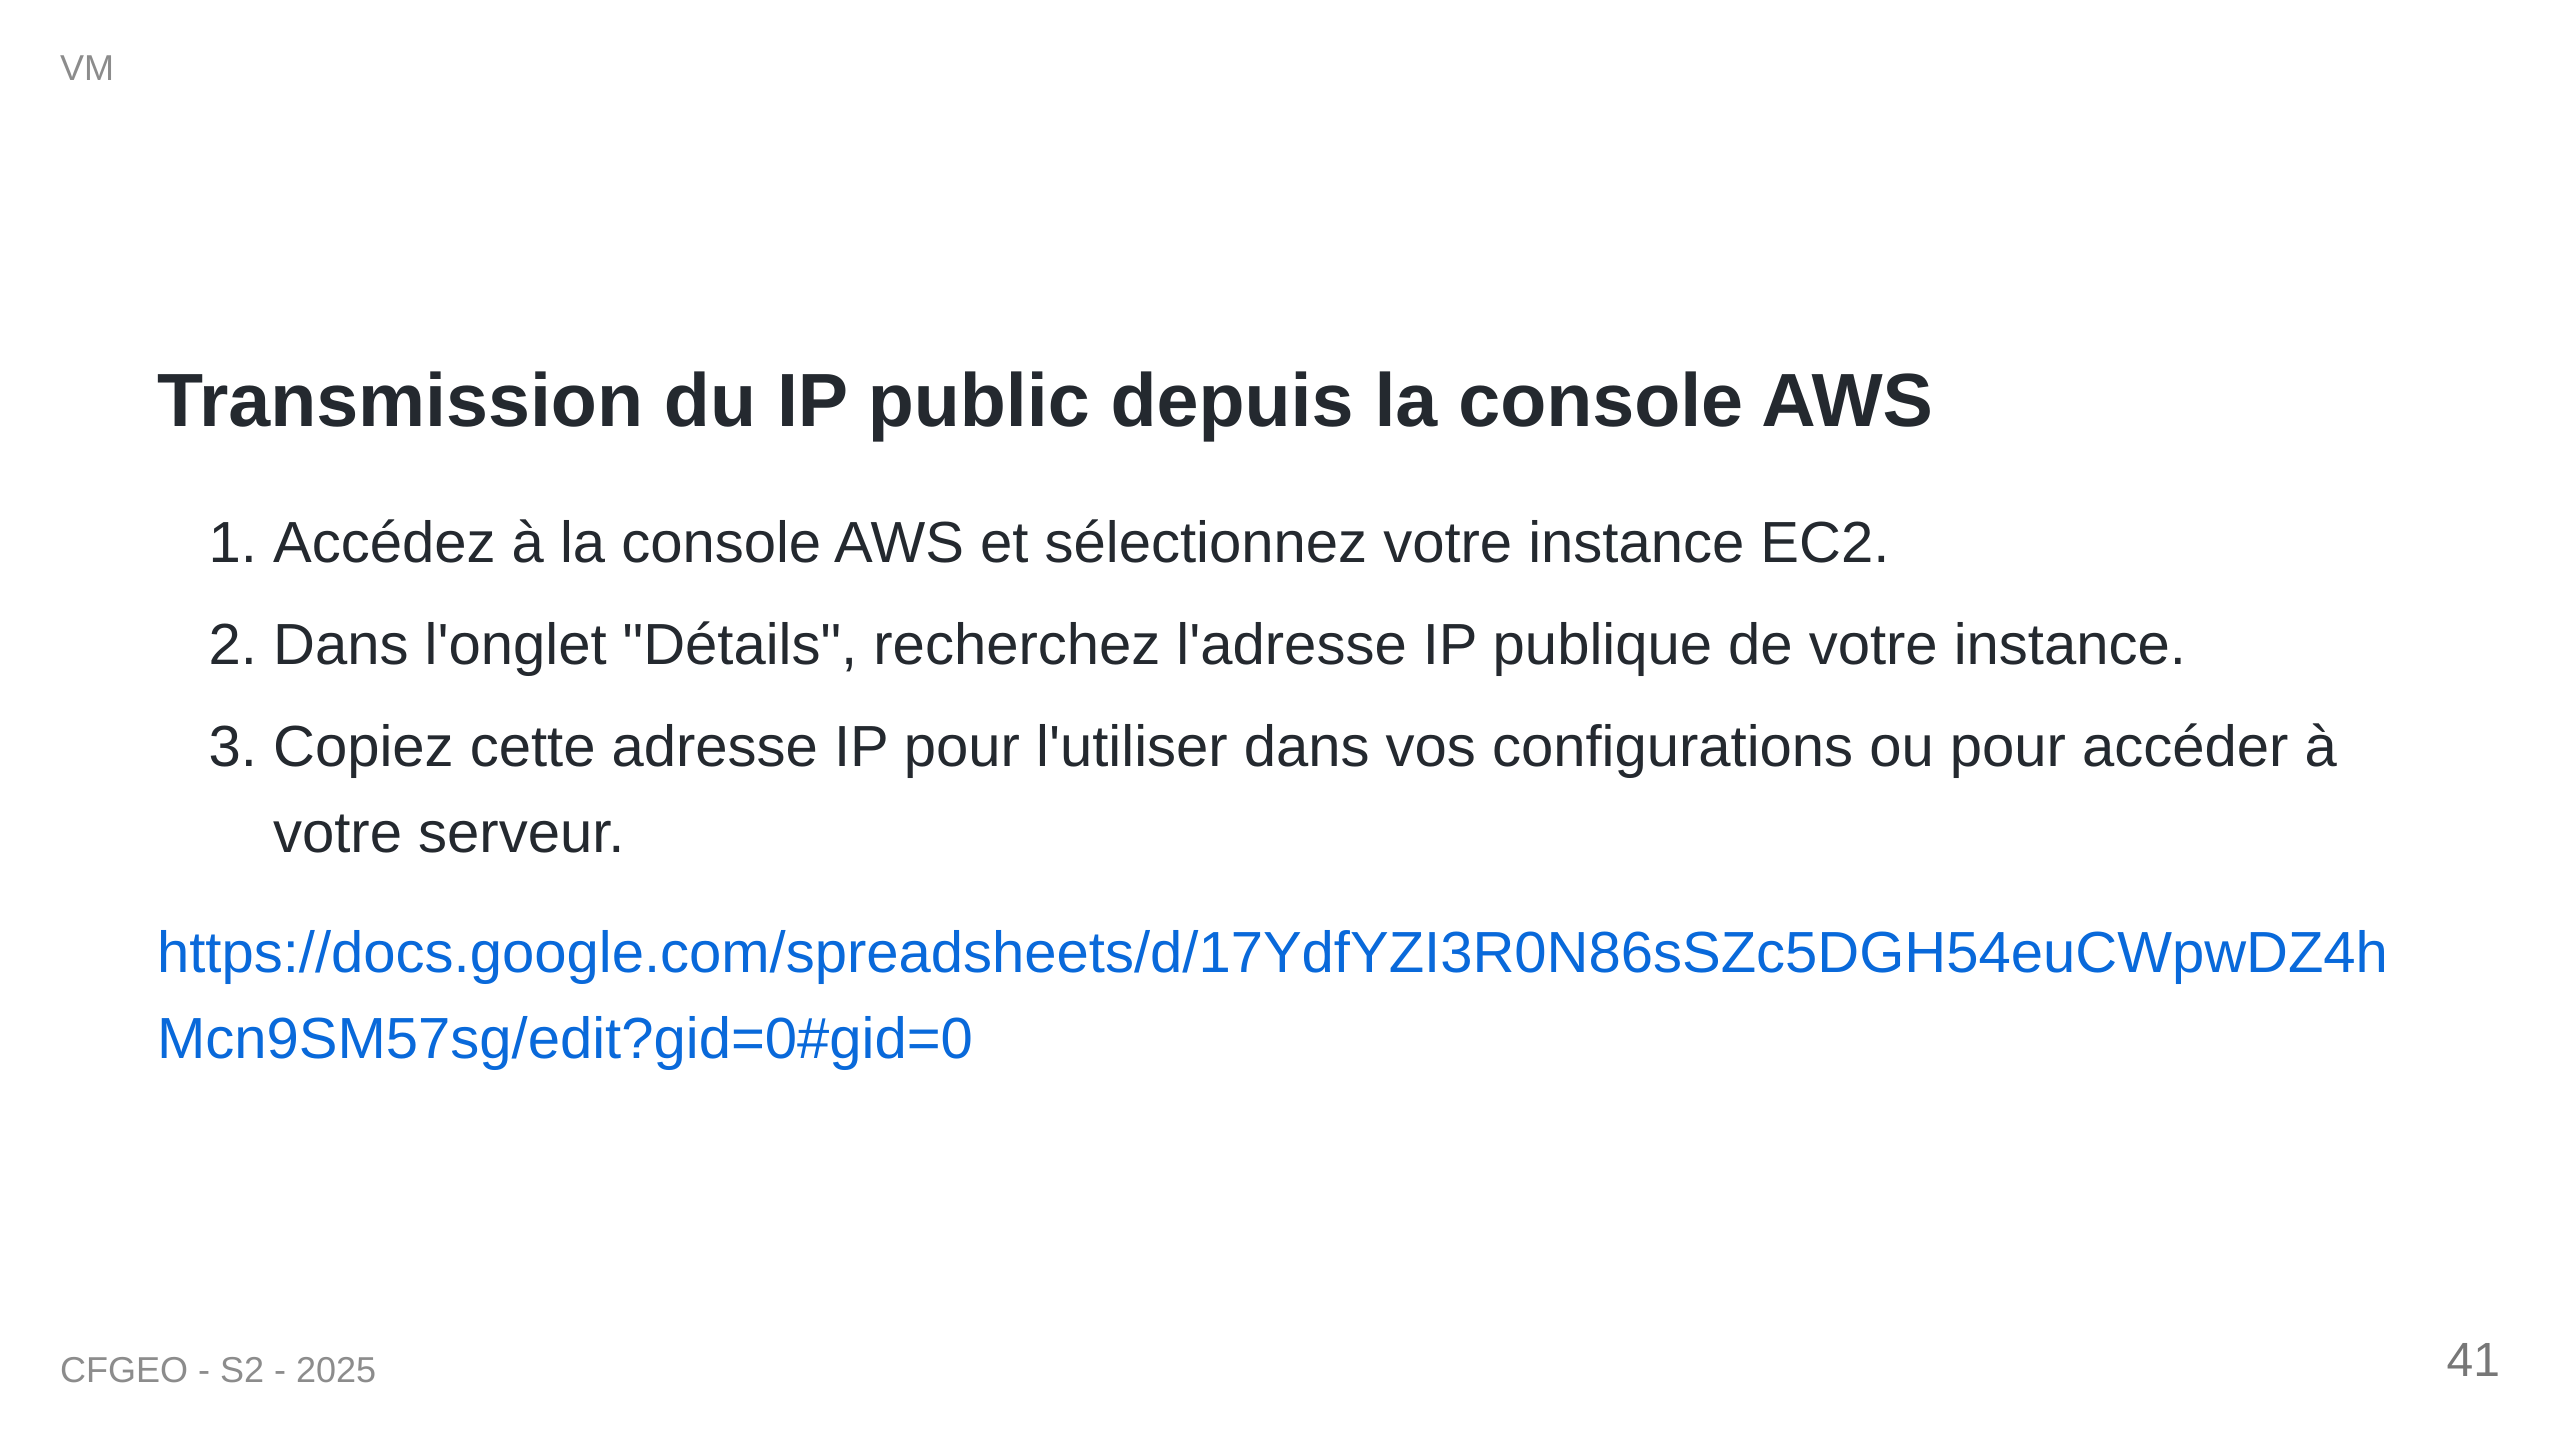 VM
Transmission du IP public depuis la console AWS
1. Accédez à la console AWS et sélectionnez votre instance EC2.
2. Dans l'onglet "Détails", recherchez l'adresse IP publique de votre instance.
3. Copiez cette adresse IP pour l'utiliser dans vos configurations ou pour accéder à
votre serveur.
https://docs.google.com/spreadsheets/d/17YdfYZI3R0N86sSZc5DGH54euCWpwDZ4h
Mcn9SM57sg/edit?gid=0#gid=0
CFGEO - S2 - 2025
41